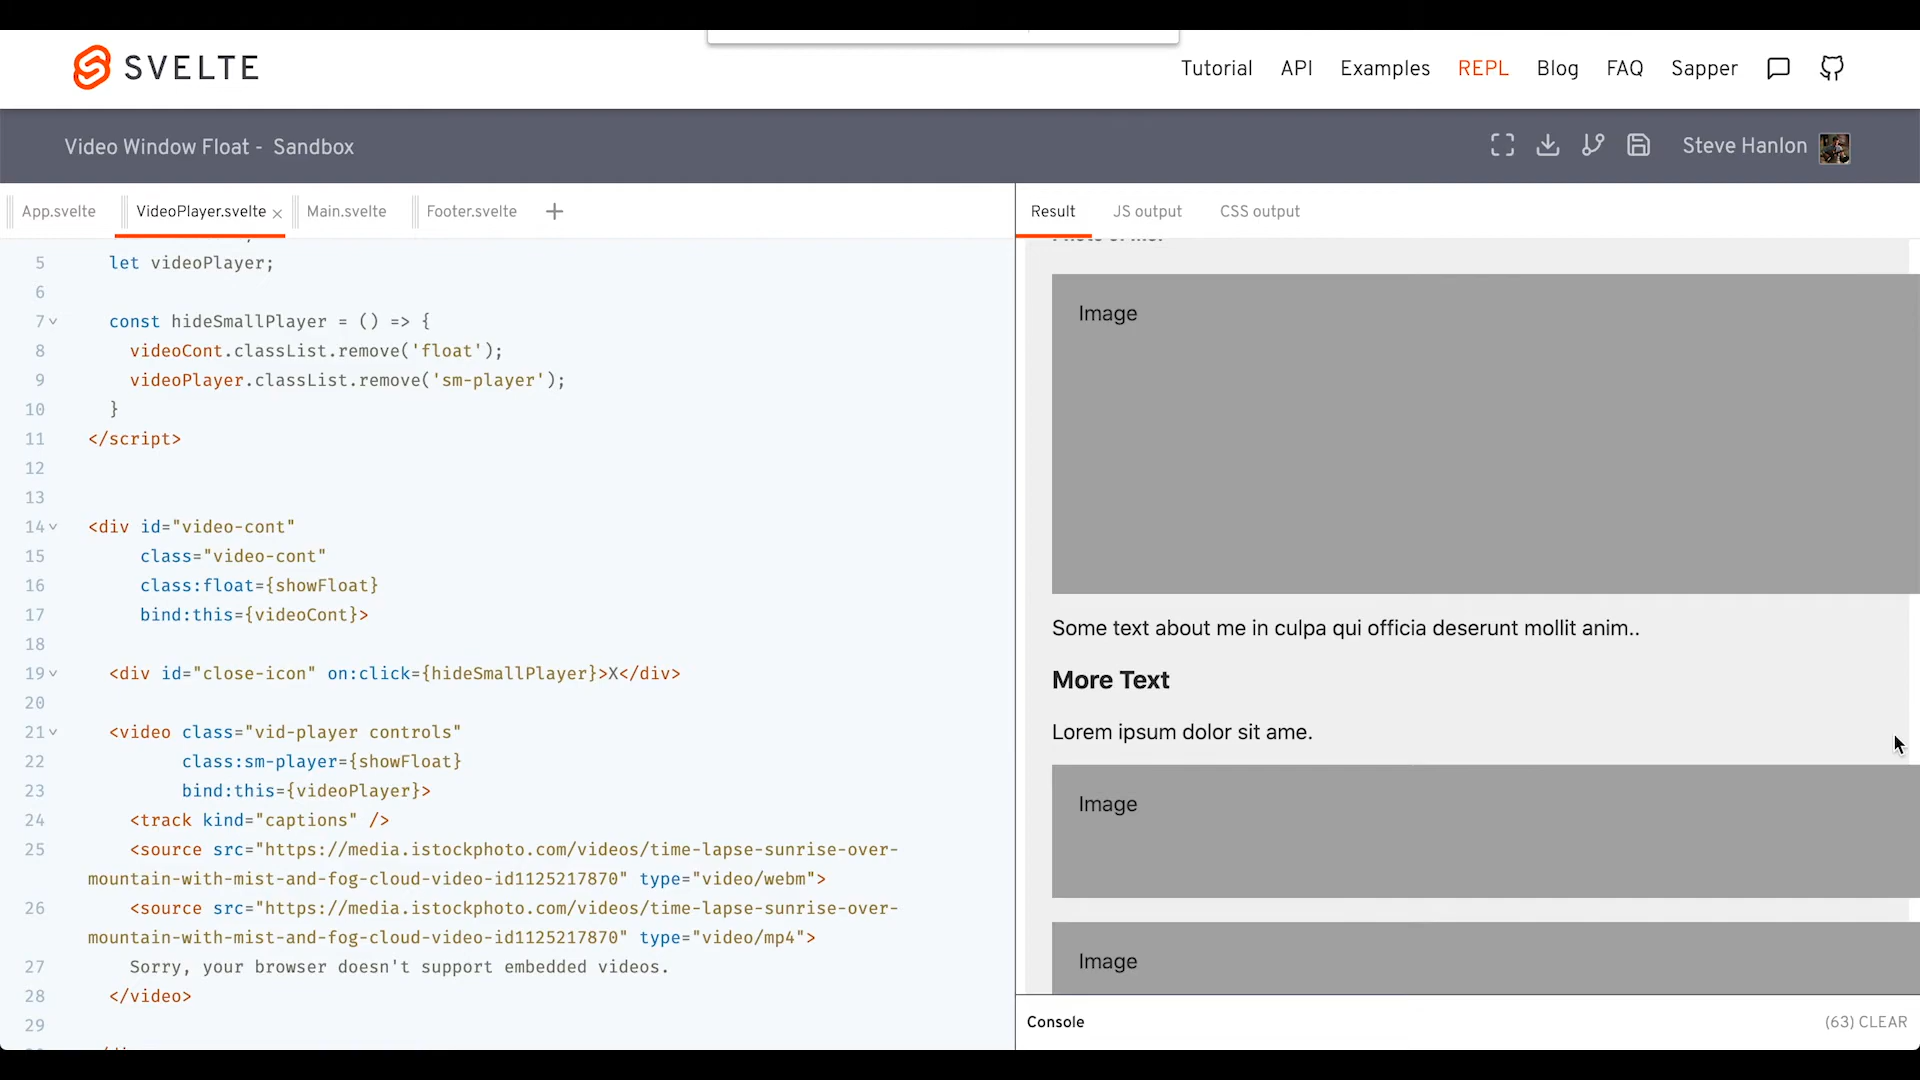 SVELTE
Tutorial API Examples REPL Blog FAQ Sapper
Video Window Float - Sandbox
Steve Hanlon
App.svelte VideoPlayer.svelte × Main.svelte Footer.svelte +
5 let videoPlayer;
6
7 const hideSmallPlayer = () => {
8 videoCont.classList.remove('float');
9 videoPlayer.classList.remove('sm-player');
10 }
11 </script>
12
13
14 <div id="video-cont"
15 class="video-cont"
16 class:float={showFloat}
17 bind:this={videoCont}>
18
19 <div id="close-icon" on:click={hideSmallPlayer}>X</div>
20
21 <video class="vid-player controls"
22 class:sm-player={showFloat}
23 bind:this={videoPlayer}>
24 <track kind="captions" />
25 <source src="https://media.istockphoto.com/videos/time-lapse-sunrise-over-
mountain-with-mist-and-fog-cloud-video-id1125217870" type="video/webm">
26 <source src="https://media.istockphoto.com/videos/time-lapse-sunrise-over-
mountain-with-mist-and-fog-cloud-video-id1125217870" type="video/mp4">
27 Sorry, your browser doesn't support embedded videos.
28 </video>
29
Result JS output CSS output
Image
Some text about me in culpa qui officia deserunt mollit anim..
More Text
Lorem ipsum dolor sit ame.
Image
Image
Console (63) CLEAR